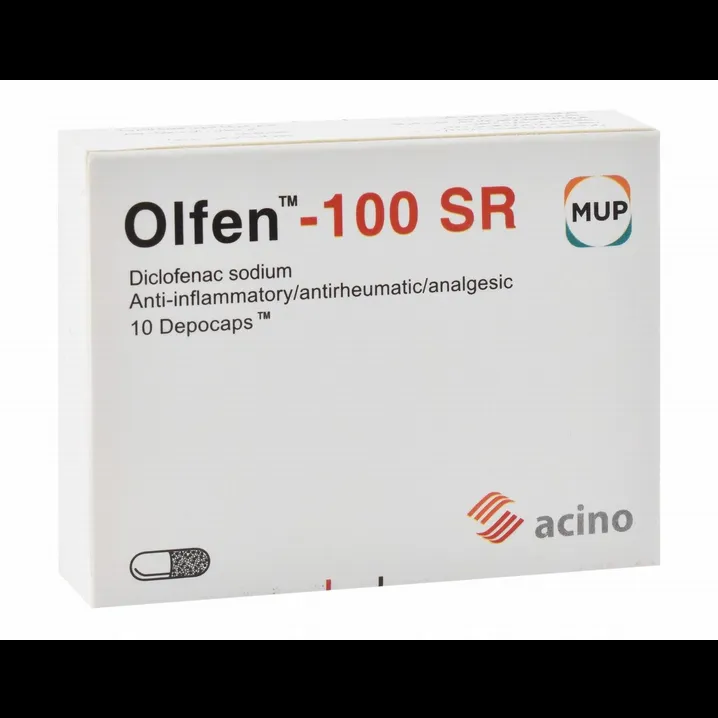 Olfen™-100 SR
MUP
Diclofenac sodium
Anti-inflammatory/antirheumatic/analgesic
10 Depocaps™
acino